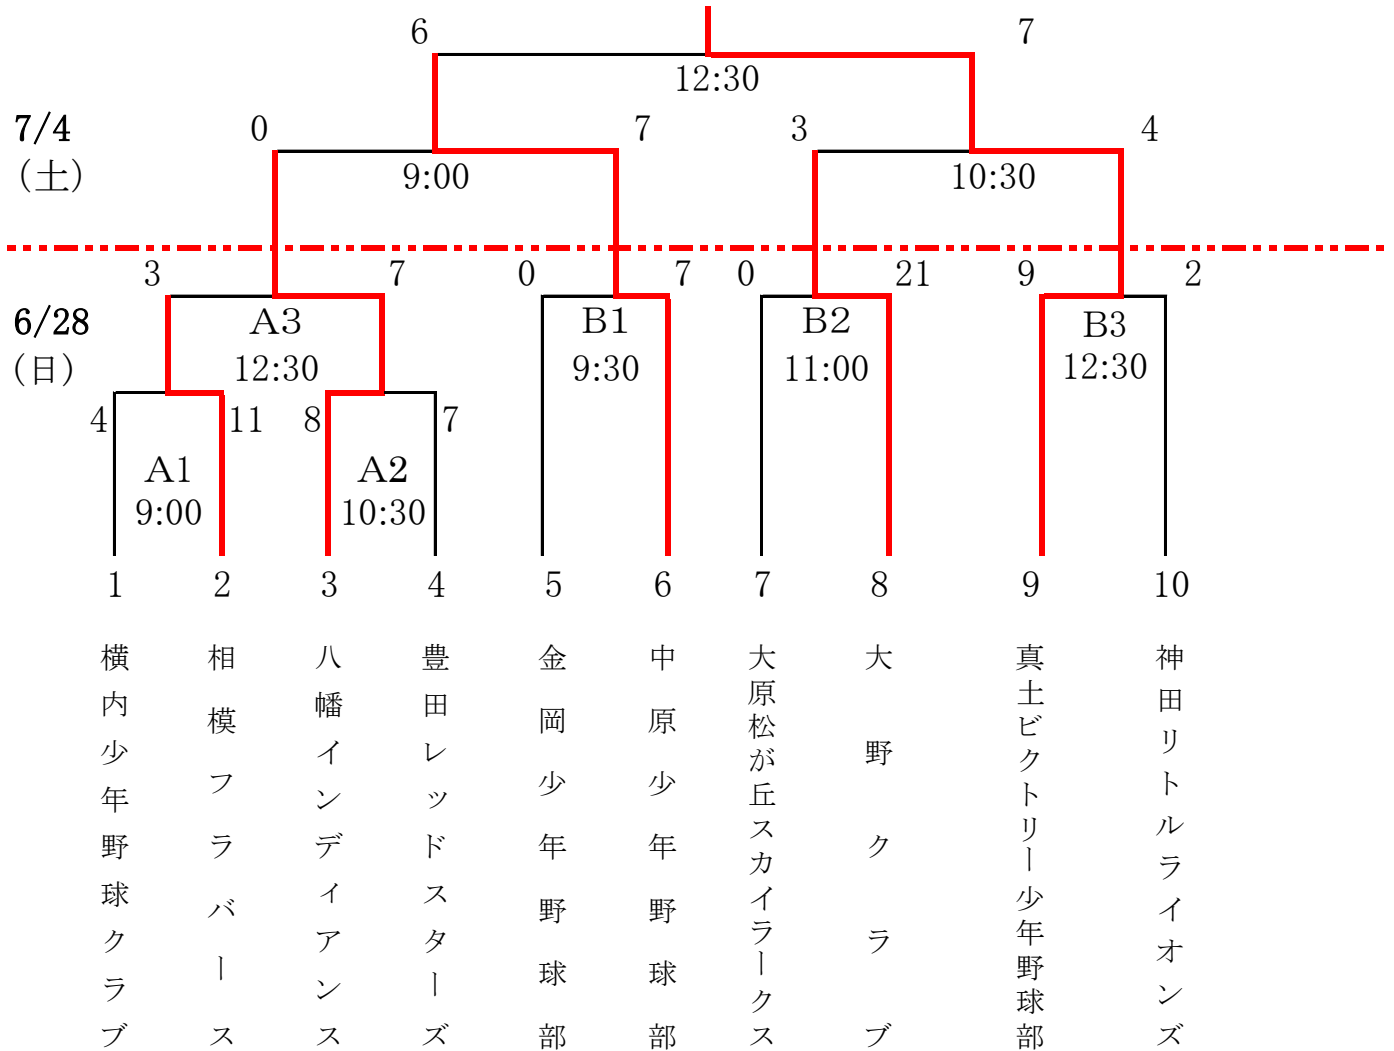 6 7
12:30
7/4
(土)
0 7 3 4
9:00 10:30
3 7 0 7 0 21 9 2
6/28
(日)
A3 B1 B2 B3
12:30 9:30 11:00 12:30
4 11 8 7
A1 A2
9:00 10:30
1 2 3 4 5 6 7 8 9 10
横内少年野球クラブ
相模フラバース
八幡インディアンス
豊田レッドスターズ
金岡少年野球部
中原少年野球部
大原松が丘スカイラークス
大野クラブ
真土ビクトリー少年野球部
神田リトルライオンズ